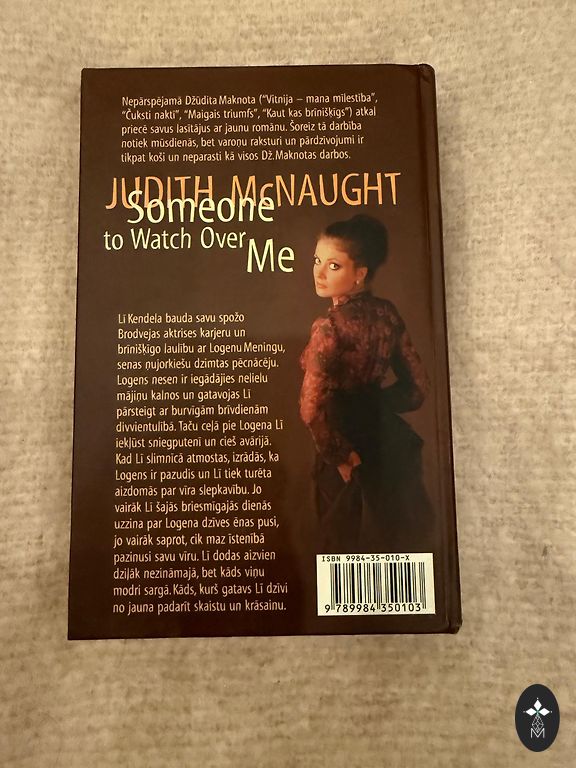 Nepārspējamā Džūdita Maknota ("Vitnija – mana mīlestība",
"Čuksti naktī", "Maigais triumfs", "Kaut kas brīnišķīgs") atkal
priecē savus lasītājus ar jaunu romānu. Šoreiz tā darbība
notiek mūsdienās, bet varoņu raksturi un pārdzīvojumi ir
tikpat koši un neparasti kā visos Dž. Maknotas darbos.
JUDITH McNAUGHT
Someone
to Watch Over
Me
Lī Kendela bauda savu spožo
Brodvejas aktrises karjeru un
brīnišķīgo laulību ar Logenu Meningu,
senas ņujorkiešu dzimtas pēcnācēju.
Logens nesen ir iegādājies nelielu
mājiņu kalnos un gatavojas Lī
pārsteigt ar burvīgām brīvdienām
divvientulībā. Taču ceļā pie Logena Lī
iekļūst sniegputenī un cieš avārijā.
Kad Lī slimnīcā atmostas, izrādās, ka
Logens ir pazudis un Lī tiek turēta
aizdomās par vīra slepkavību. Jo
vairāk Lī šajās briesmīgajās dienās
uzzina par Logena dzīves ēnas pusi,
jo vairāk saprot, cik maz īstenībā
pazinusi savu vīru. Lī dodas aizvien
dziļāk nezināmajā, bet kāds viņu
modri sargā. Kāds, kurš gatavs Lī dzīvi
no jauna padarīt skaistu un krāsainu.
ISBN 9984-35-010-X
9 789984 350103
M